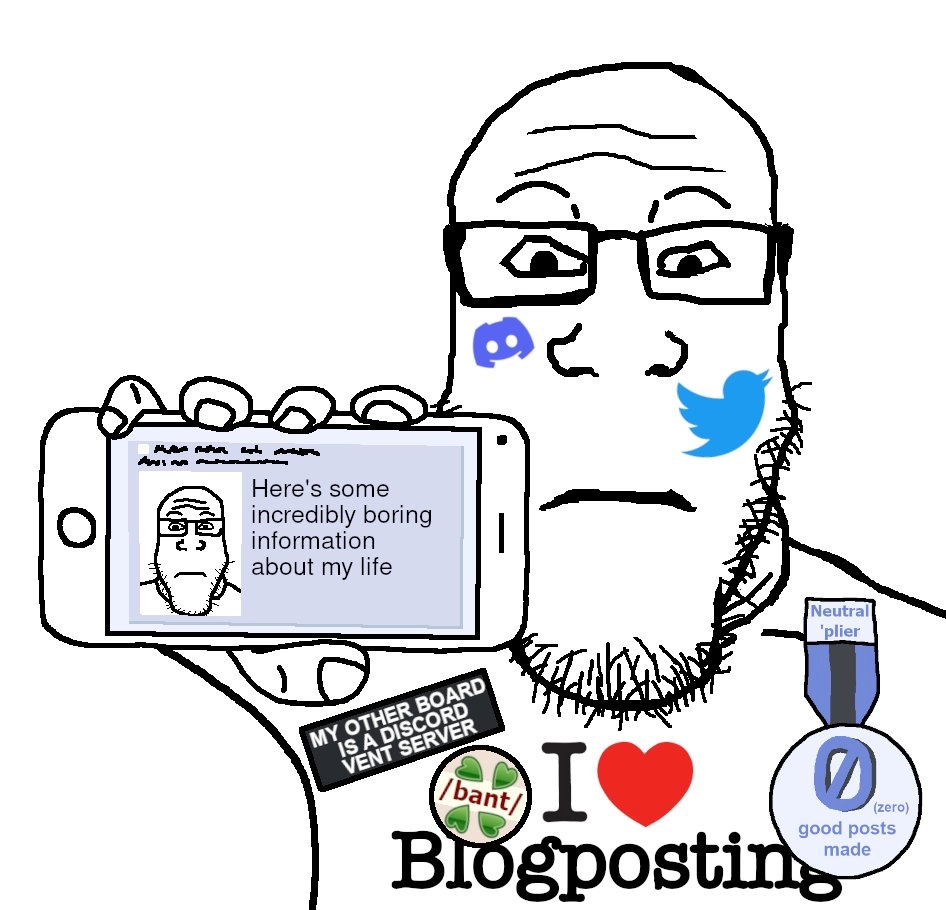 Here's some
incredibly boring
information
about my life
Neutral
'plier
MY OTHER BOARD
IS A DISCORD
VENT SERVER
/bant/
I
Blogposting
0
(zero)
good posts
made